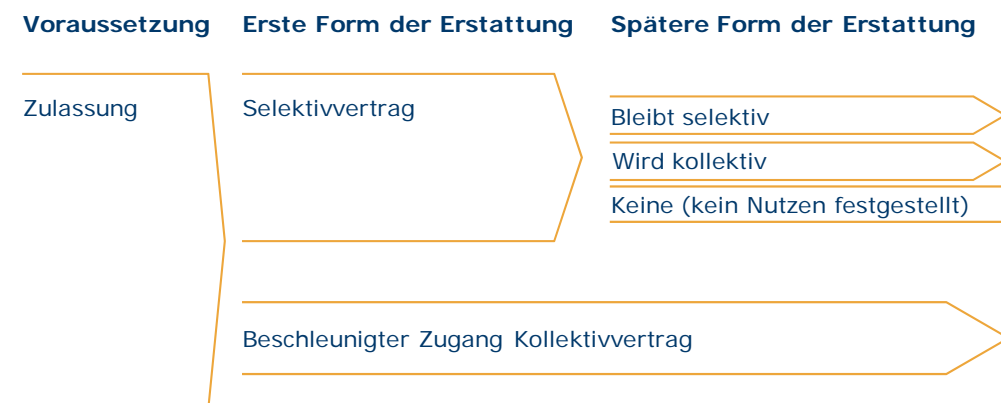 Voraussetzung Erste Form der Erstattung Spätere Form der Erstattung
Zulassung Selektivvertrag
Bleibt selektiv
Wird kollektiv
Keine (kein Nutzen festgestellt)
Beschleunigter Zugang Kollektivvertrag